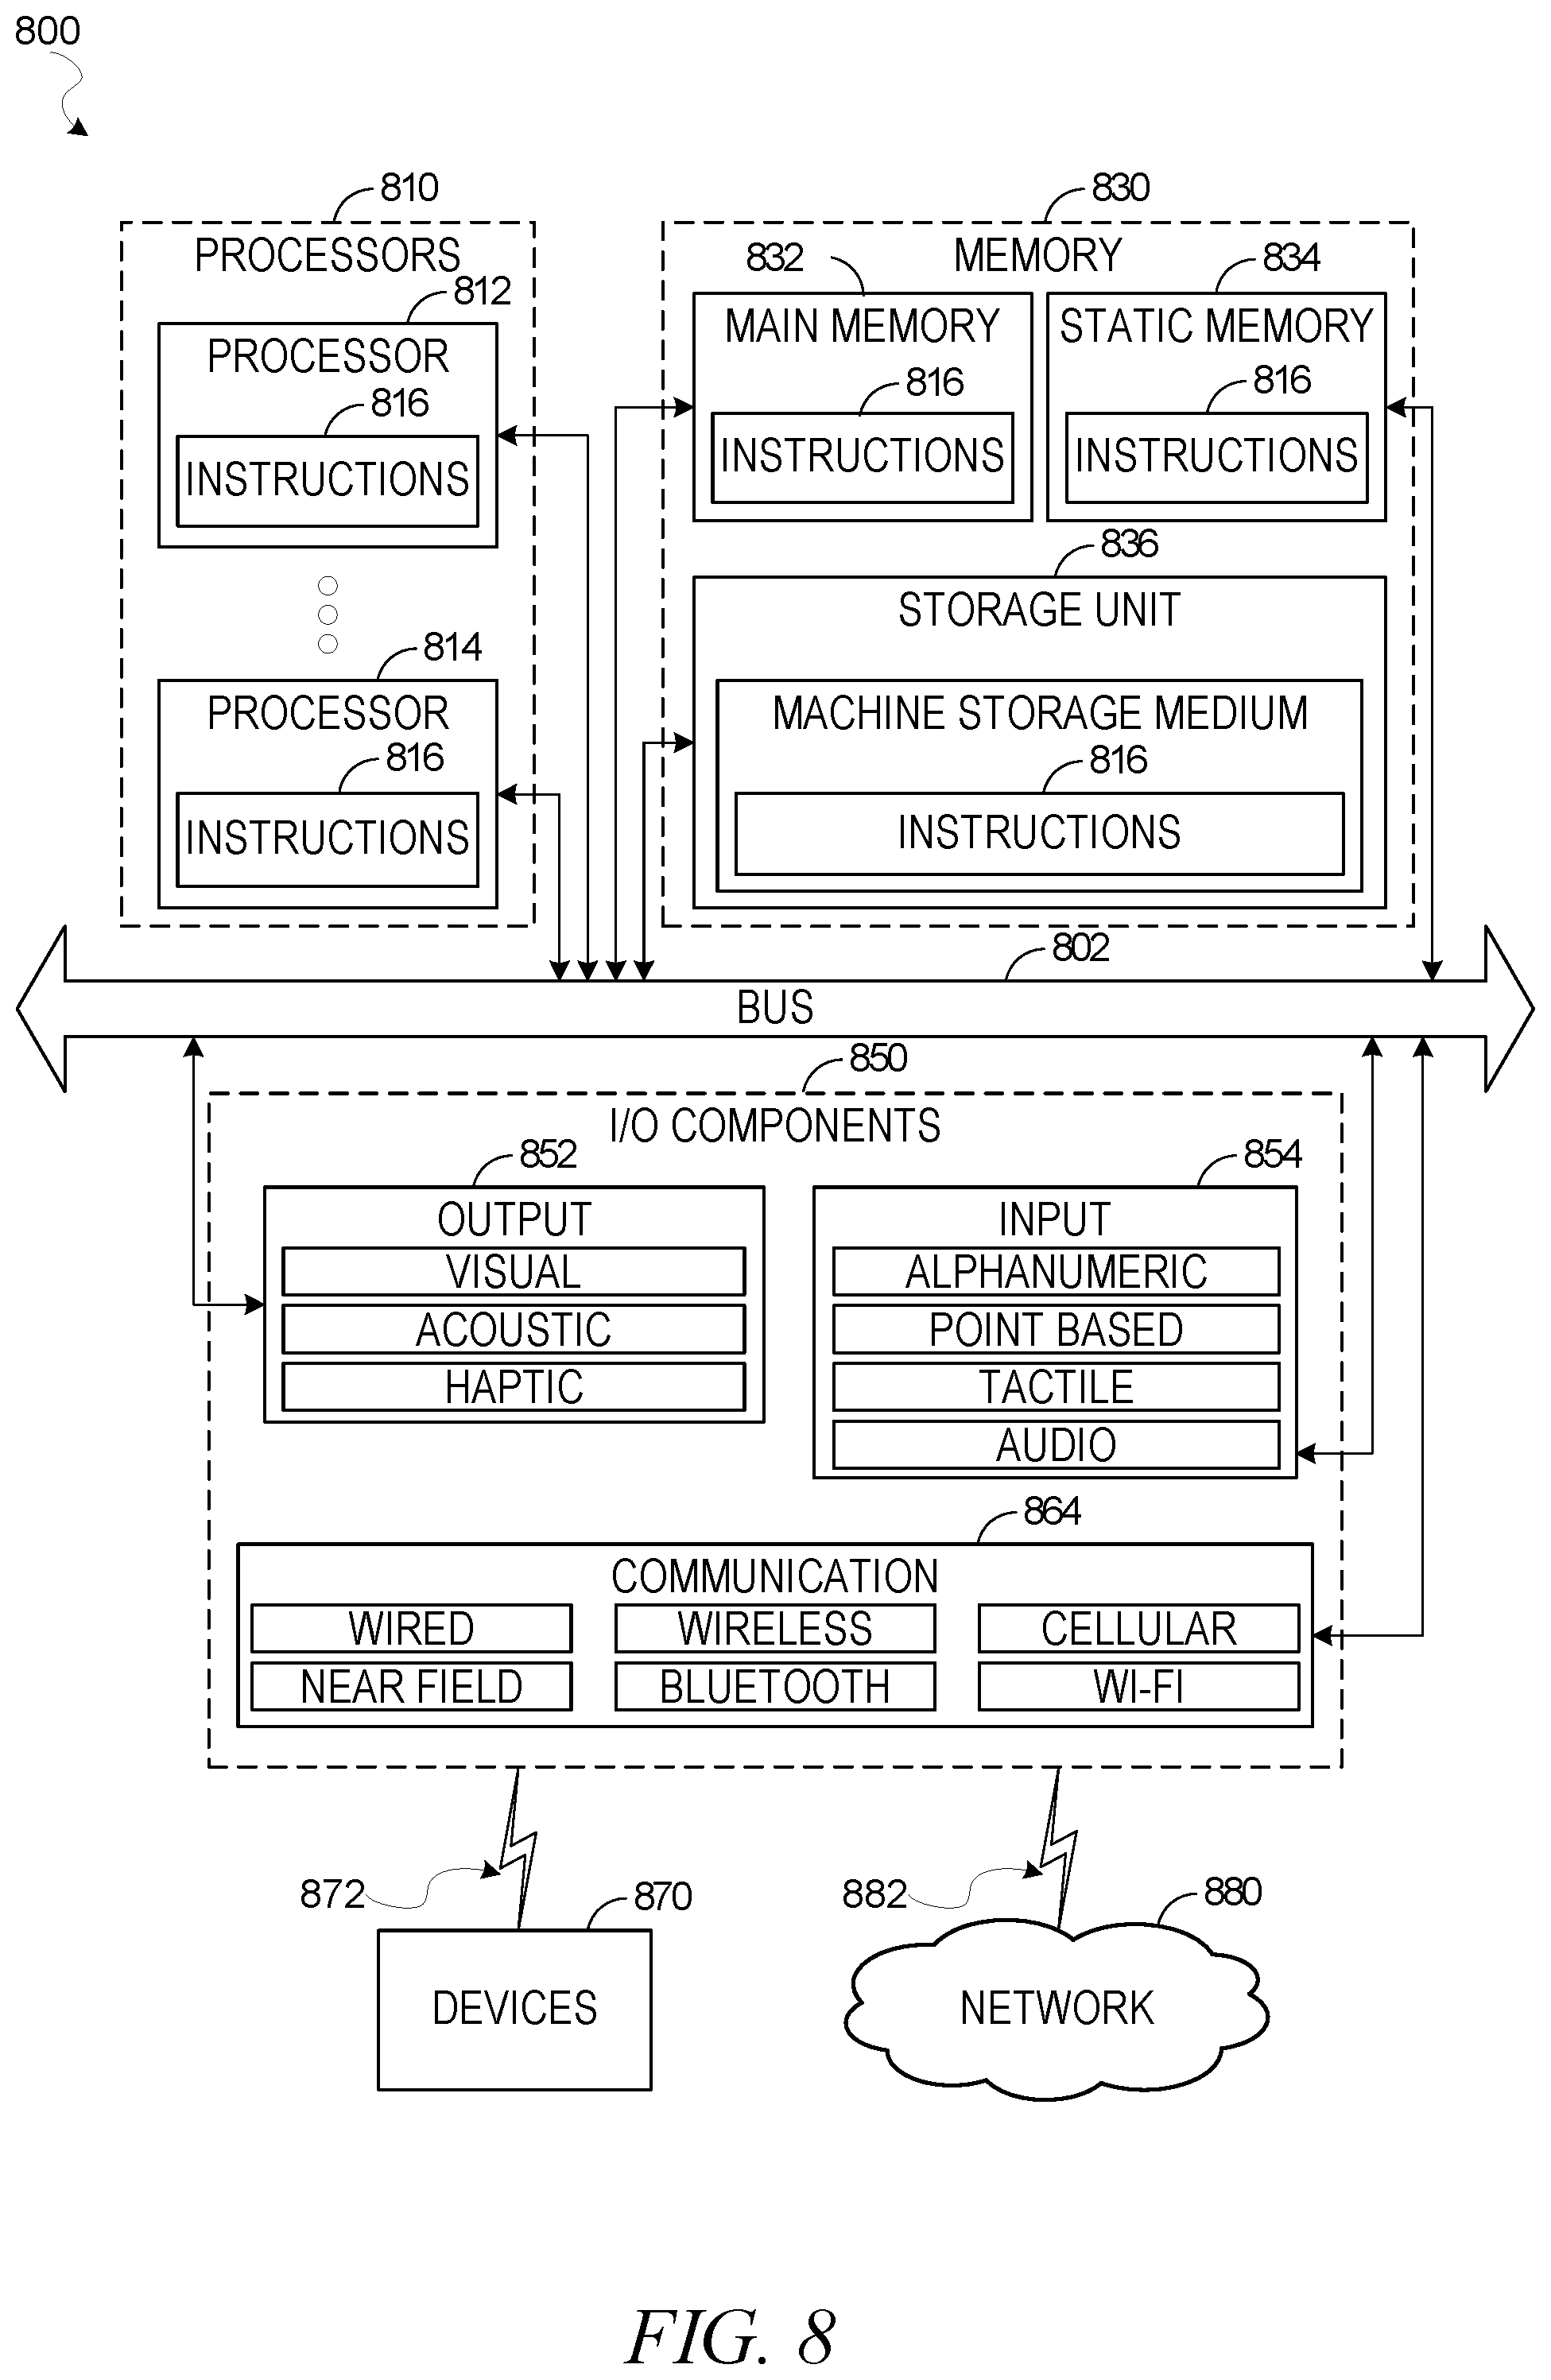 800
810
PROCESSORS
812
PROCESSOR
816
INSTRUCTIONS
814
PROCESSOR
816
INSTRUCTIONS
830
MEMORY
832
MAIN MEMORY
816
INSTRUCTIONS
834
STATIC MEMORY
816
INSTRUCTIONS
836
STORAGE UNIT
MACHINE STORAGE MEDIUM
816
INSTRUCTIONS
802
BUS
850
I/O COMPONENTS
852
OUTPUT
VISUAL
ACOUSTIC
HAPTIC
854
INPUT
ALPHANUMERIC
POINT BASED
TACTILE
AUDIO
864
COMMUNICATION
WIRED
WIRELESS
CELLULAR
NEAR FIELD
BLUETOOTH
WI-FI
872
870
DEVICES
882
880
NETWORK
FIG. 8